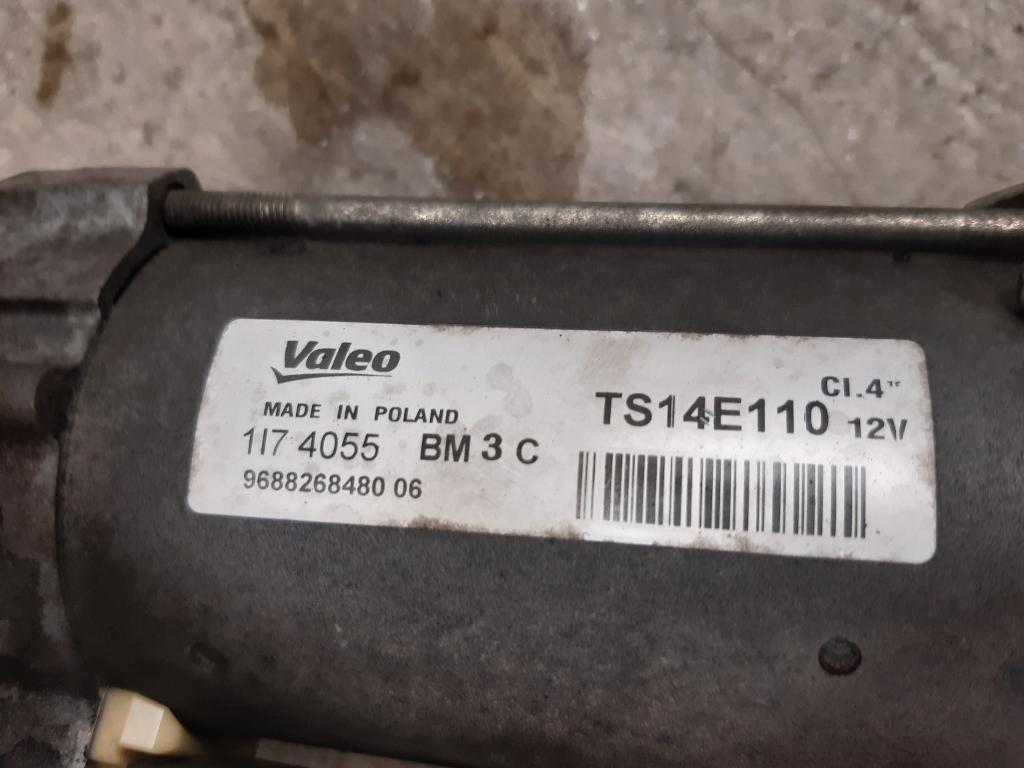 Valeo
MADE IN POLAND
1I7 4055 BM 3 C
9688268480 06
Cl.4"
TS14E110 12V